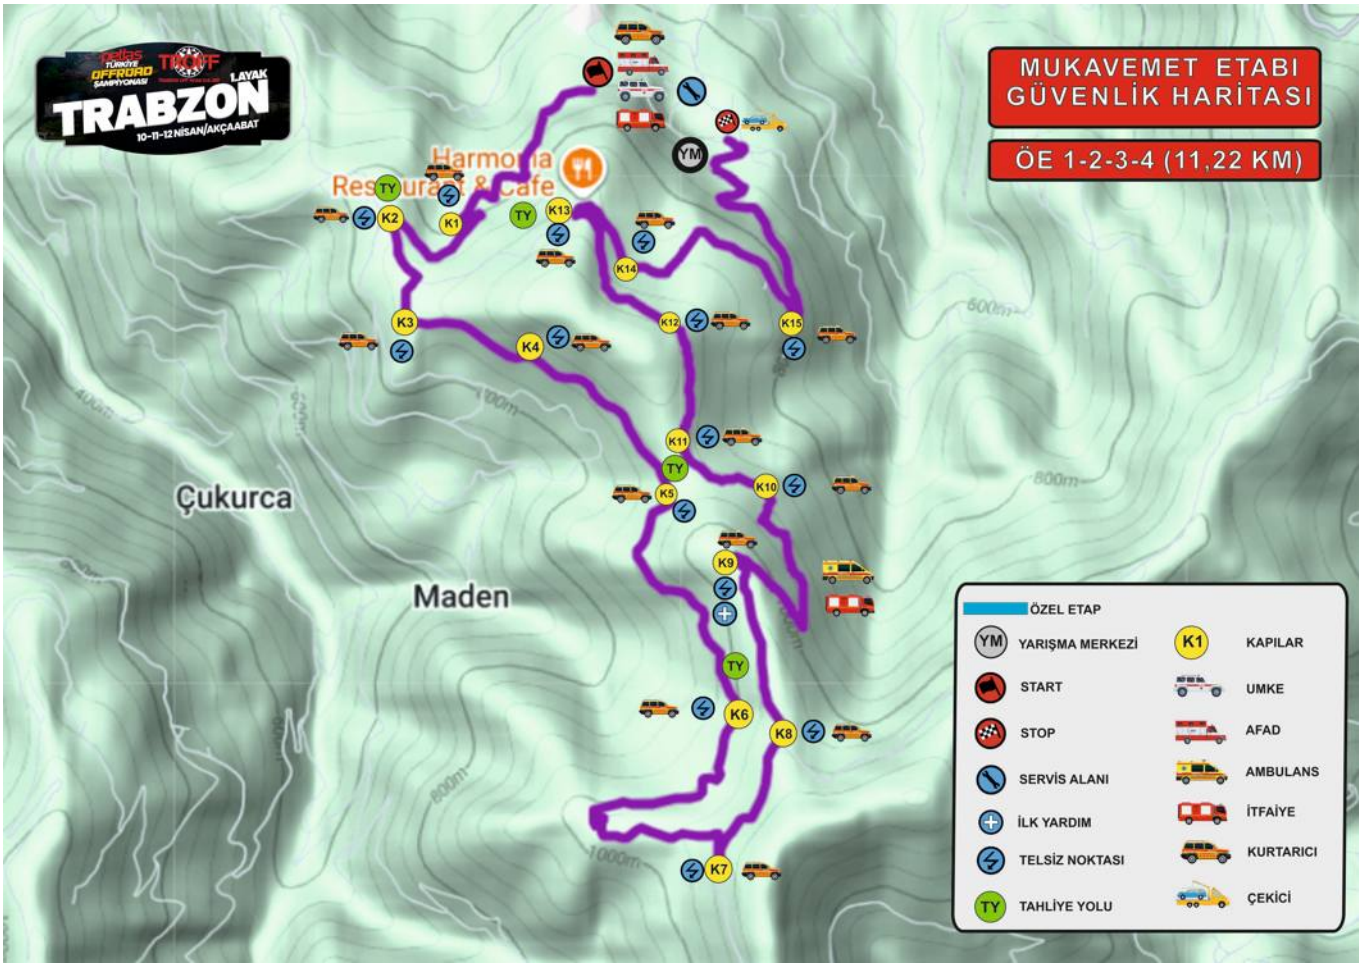 petlas
TÜRKİYE
OFFROAD
ŞAMPİYONASI
TROFF
1.AYAK
TRABZON
10-11-12 NİSAN/AKÇAABAT
MUKAVEMET ETABI
GÜVENLİK HARİTASI
ÖE 1-2-3-4 (11,22 KM)
YM
Harmonia
Restaurant & Cafe
TY
K2
K1
TY
K13
K14
K3
K4
K12
K15
600m
400m
K11
TY
K5
K10
800m
Çukurca
K9
Maden
TY
K6
K8
800m
1000m
K7
ÖZEL ETAP
YM YARIŞMA MERKEZİ
K1 KAPILAR
START
UMKE
STOP
AFAD
SERVİS ALANI
AMBULANS
İLK YARDIM
İTFAİYE
TELSİZ NOKTASI
KURTARICI
TY TAHLİYE YOLU
ÇEKİCİ